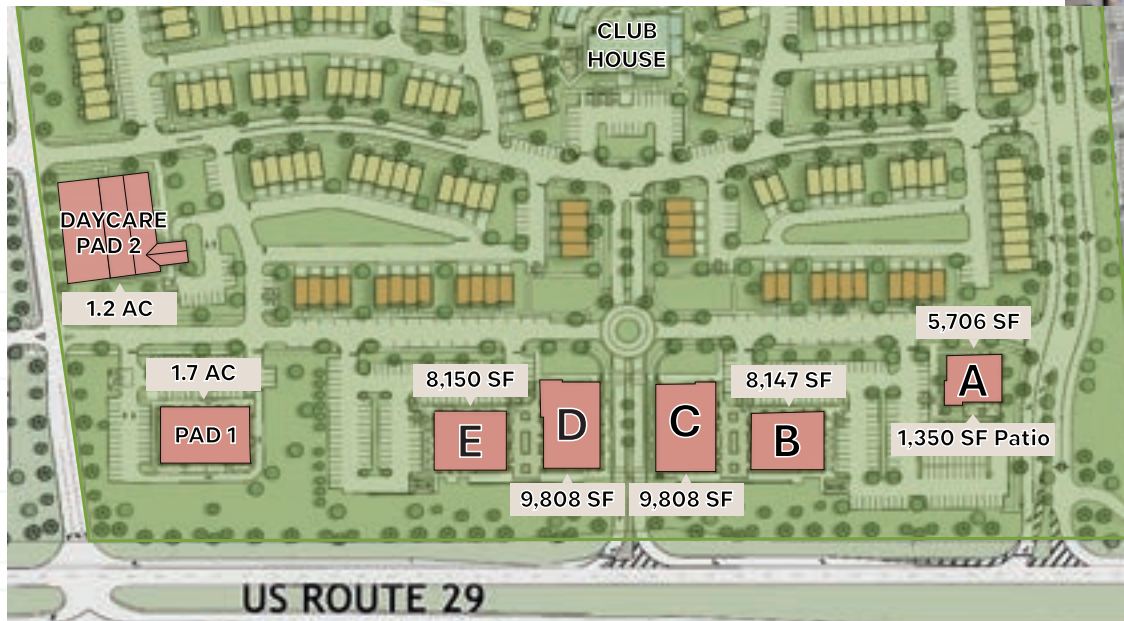 CLUB
HOUSE
DAYCARE
PAD 2
1.2 AC
5,706 SF
A
1,350 SF Patio
1.7 AC
PAD 1
8,150 SF
E
D
9,808 SF
C
9,808 SF
8,147 SF
B
US ROUTE 29